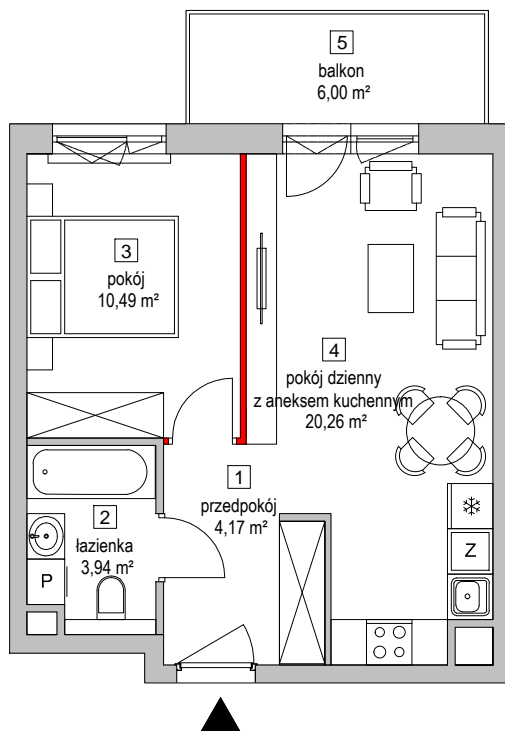 5
balkon
6,00 m²
3
pokój
10,49 m²
4
pokój dzienny
z aneksem kuchennym
20,26 m²
1
przedpokój
4,17 m²
2
łazienka
3,94 m²
P
Z